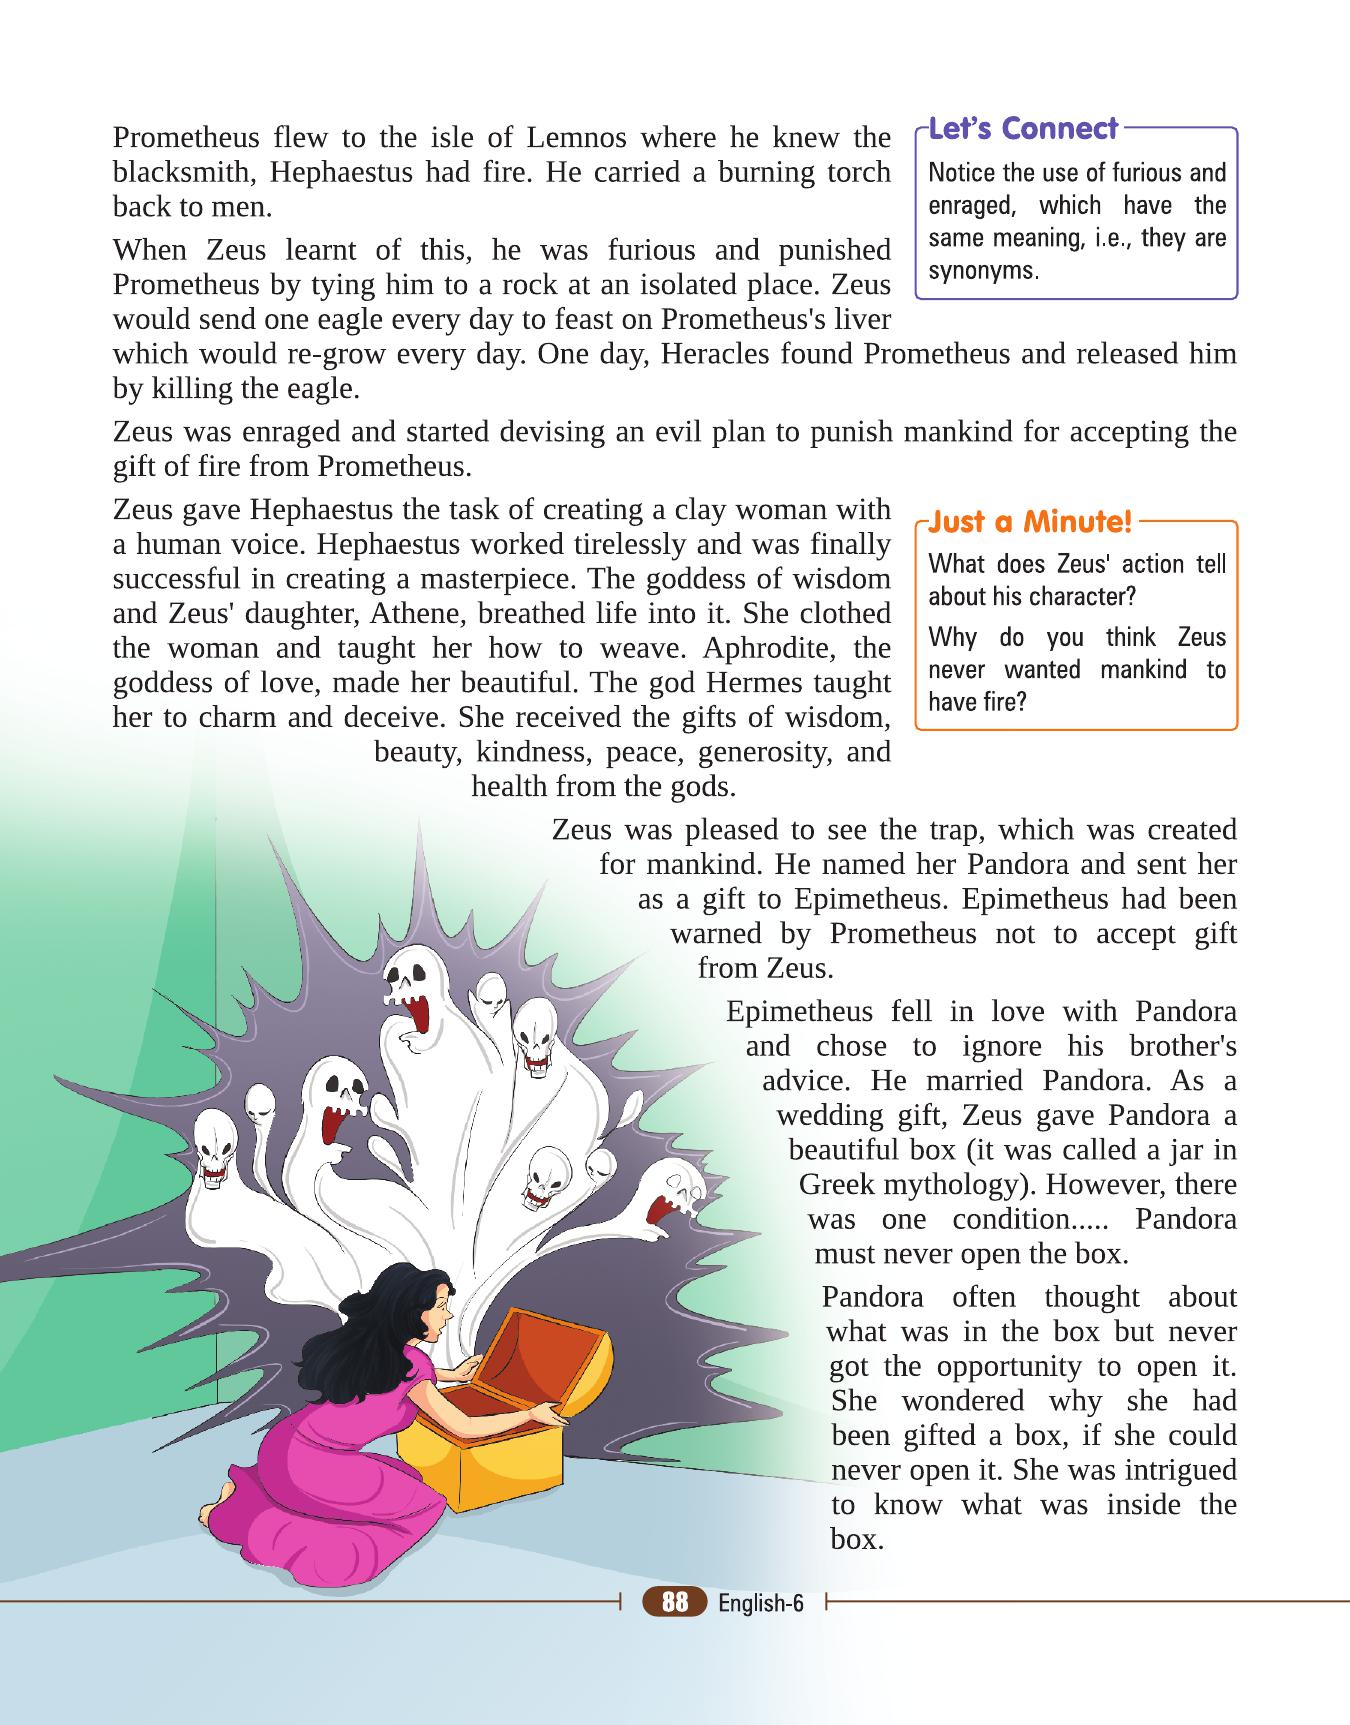 Prometheus flew to the isle of Lemnos where he knew the
blacksmith, Hephaestus had fire. He carried a burning torch
back to men.
When Zeus learnt of this, he was furious and punished
Prometheus by tying him to a rock at an isolated place. Zeus
would send one eagle every day to feast on Prometheus's liver
which would re-grow every day. One day, Heracles found Prometheus and released him
by killing the eagle.
Let's Connect
Notice the use of furious and
enraged, which have the
same meaning, i.e., they are
synonyms.
Zeus was enraged and started devising an evil plan to punish mankind for accepting the
gift of fire from Prometheus.
Zeus gave Hephaestus the task of creating a clay woman with
a human voice. Hephaestus worked tirelessly and was finally
successful in creating a masterpiece. The goddess of wisdom
and Zeus' daughter, Athene, breathed life into it. She clothed
the woman and taught her how to weave. Aphrodite, the
goddess of love, made her beautiful. The god Hermes taught
her to charm and deceive. She received the gifts of wisdom,
beauty, kindness, peace, generosity, and
health from the gods.
Just a Minute!
What does Zeus' action tell
about his character?
Why do you think Zeus
never wanted mankind to
have fire?
Zeus was pleased to see the trap, which was created
for mankind. He named her Pandora and sent her
as a gift to Epimetheus. Epimetheus had been
warned by Prometheus not to accept gift
from Zeus.
Epimetheus fell in love with Pandora
and chose to ignore his brother's
advice. He married Pandora. As a
wedding gift, Zeus gave Pandora a
beautiful box (it was called a jar in
Greek mythology). However, there
was one condition..... Pandora
must never open the box.
Pandora often thought about
what was in the box but never
got the opportunity to open it.
She wondered why she had
been gifted a box, if she could
never open it. She was intrigued
to know what was inside the
box.
88 English-6